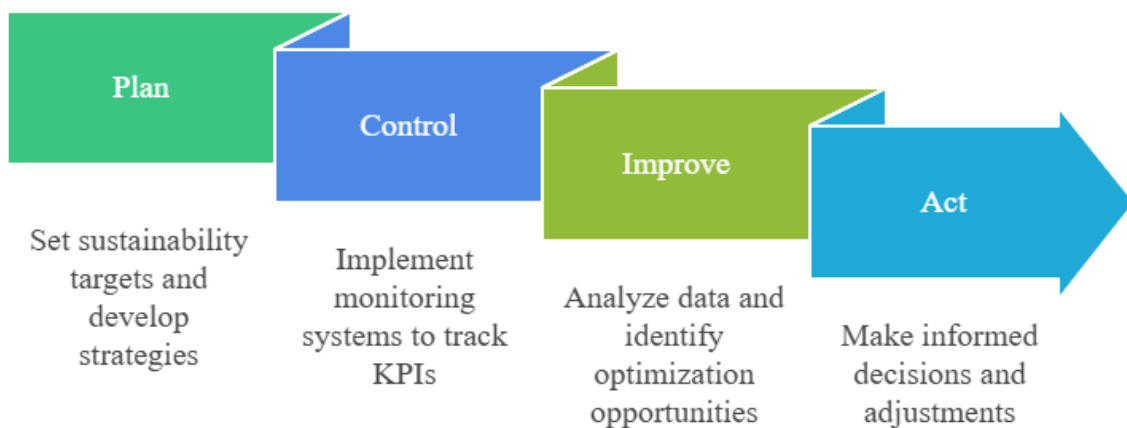 Plan
Set sustainability
targets and
develop
strategies
Control
Implement
monitoring
systems to track
KPIs
Improve
Analyze data and
identify
optimization
opportunities
Act
Make informed
decisions and
adjustments